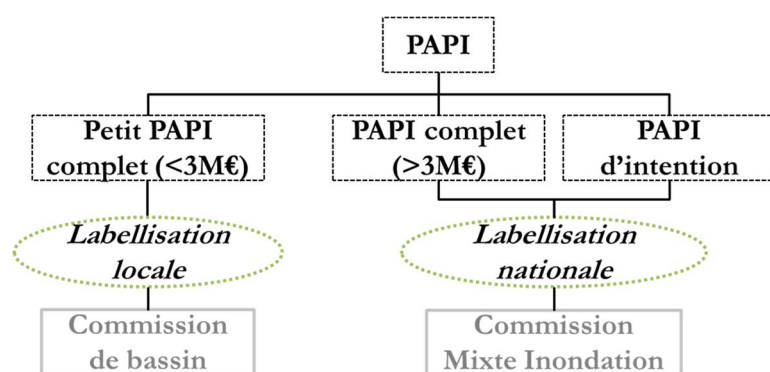 PAPI
Petit PAPI
complet (<3M€)
PAPI complet
(>3M€)
PAPI
d'intention
Labellisation
locale
Labellisation
nationale
Commission
de bassin
Commission
Mixte Inondation